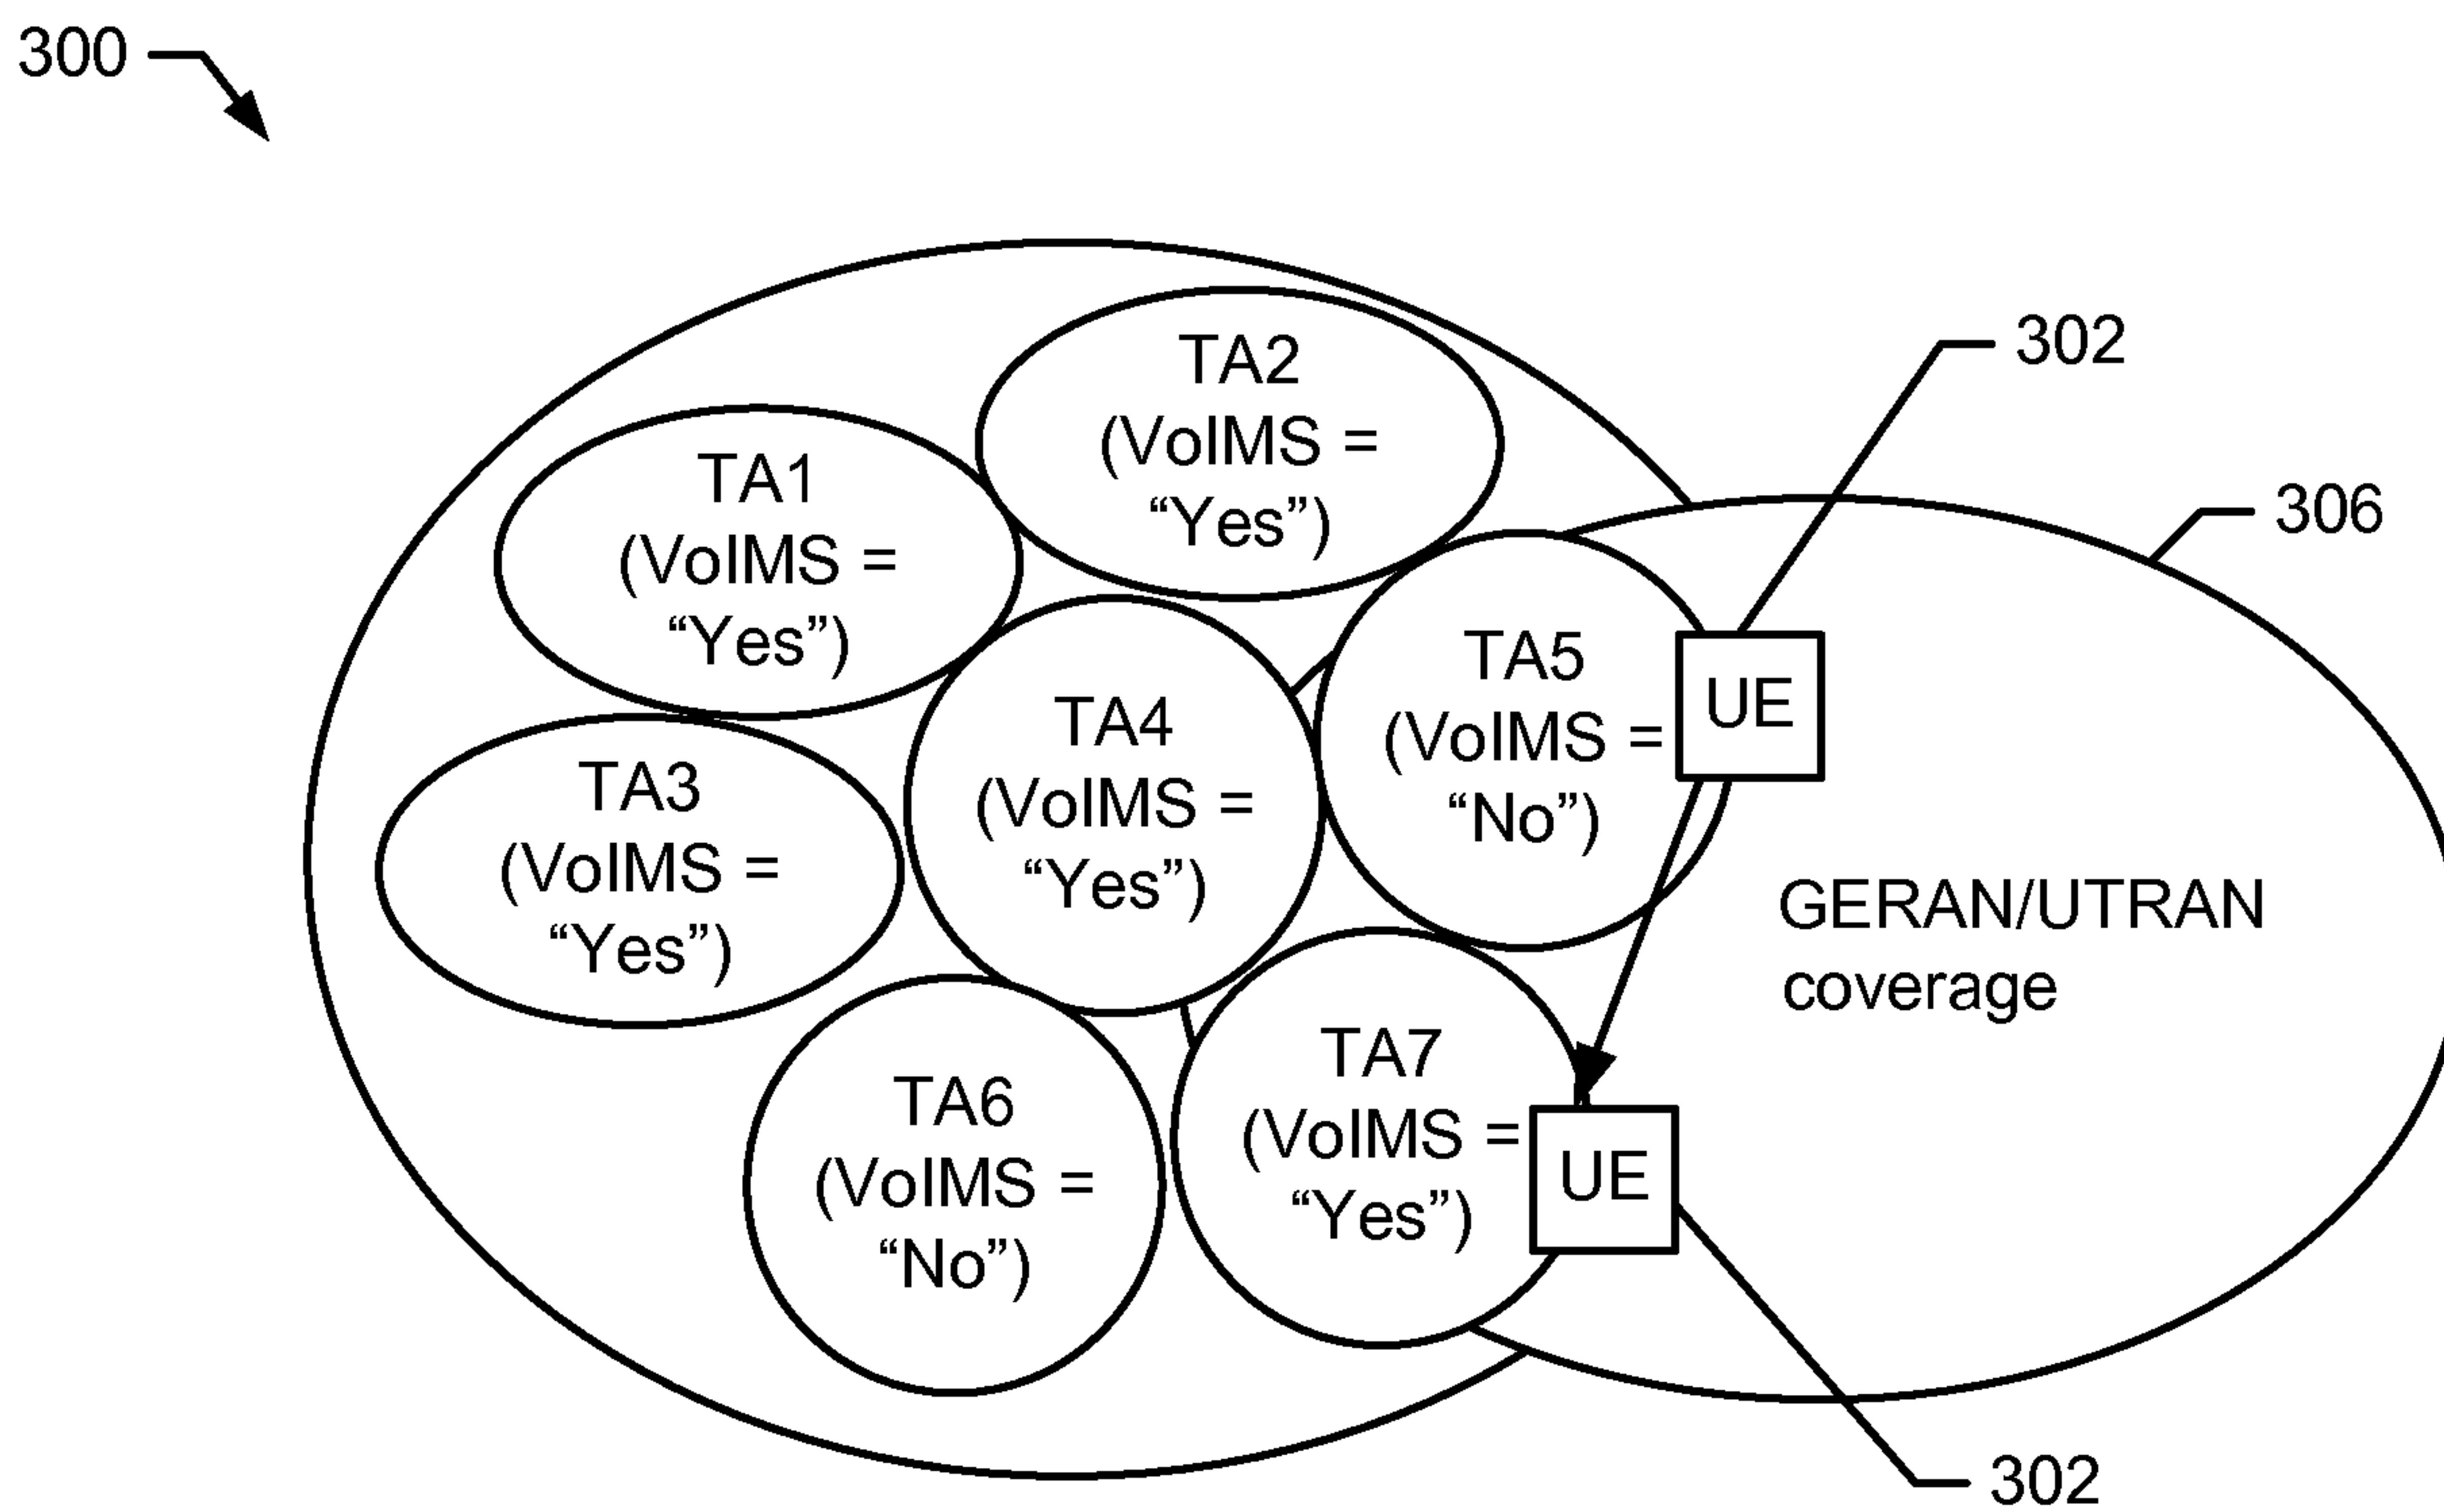 300
302
306
TA2
(VoIMS =
“Yes”)
TA1
(VoIMS =
“Yes”)
TA5
(VoIMS =
“No”)
UE
TA4
(VoIMS =
“Yes”)
TA3
(VoIMS =
“Yes”)
GERAN/UTRAN
coverage
TA7
(VoIMS =
“Yes”)
UE
TA6
(VoIMS =
“No”)
302